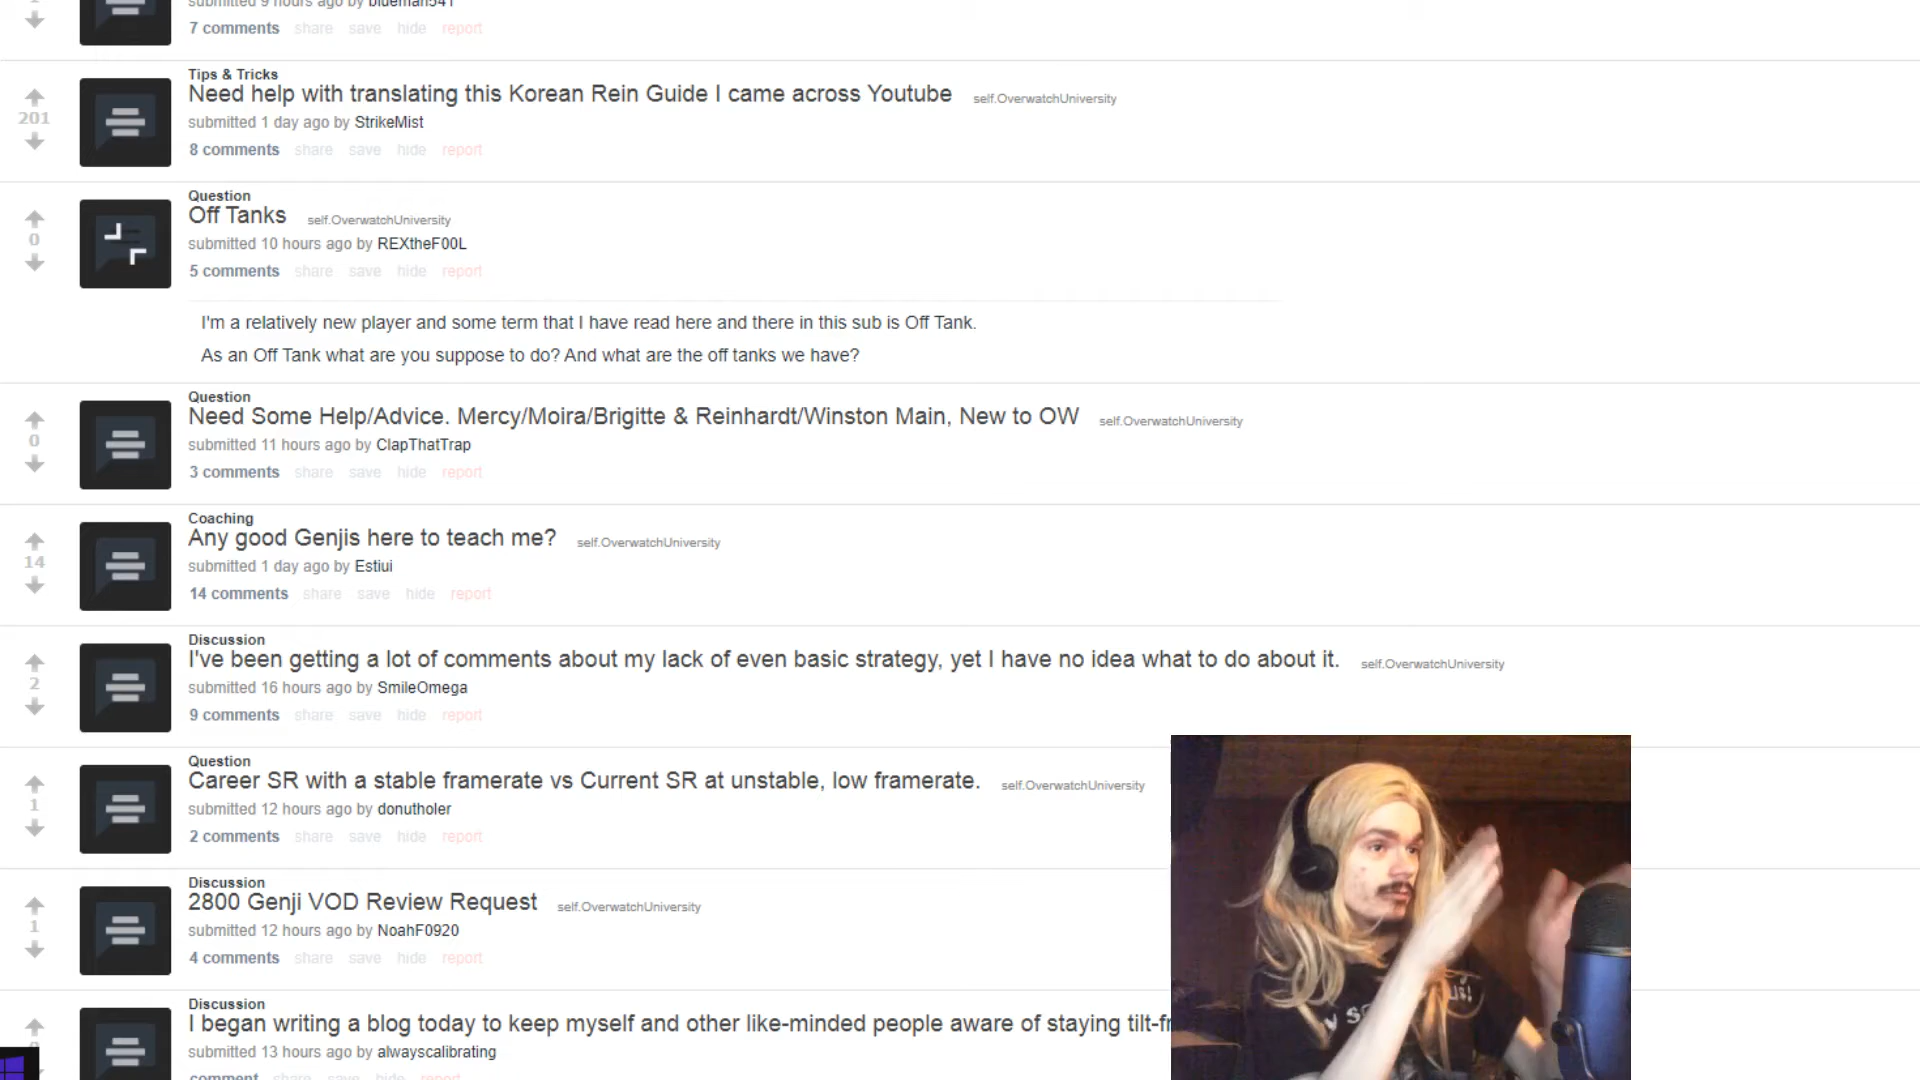 submitted 9 hours ago by blueman541
7 comments share save hide report
Tips & Tricks
Need help with translating this Korean Rein Guide I came across Youtube self.OverwatchUniversity
201
submitted 1 day ago by StrikeMist
8 comments share save hide report
Question
Off Tanks self.OverwatchUniversity
0
submitted 10 hours ago by REXtheF00L
5 comments share save hide report
I'm a relatively new player and some term that I have read here and there in this sub is Off Tank.
As an Off Tank what are you suppose to do? And what are the off tanks we have?
Question
Need Some Help/Advice. Mercy/Moira/Brigitte & Reinhardt/Winston Main, New to OW self.OverwatchUniversity
0
submitted 11 hours ago by ClapThatTrap
3 comments share save hide report
Coaching
Any good Genjis here to teach me? self.OverwatchUniversity
14
submitted 1 day ago by Estiui
14 comments share save hide report
Discussion
I've been getting a lot of comments about my lack of even basic strategy, yet I have no idea what to do about it. self.OverwatchUniversity
2
submitted 16 hours ago by SmileOmega
9 comments share save hide report
Question
Career SR with a stable framerate vs Current SR at unstable, low framerate. self.OverwatchUniversity
1
submitted 12 hours ago by donutholer
2 comments share save hide report
Discussion
2800 Genji VOD Review Request self.OverwatchUniversity
1
submitted 12 hours ago by NoahF0920
4 comments share save hide report
Discussion
I began writing a blog today to keep myself and other like-minded people aware of staying
submitted 13 hours ago by alwayscalibrating
comment share save hide report